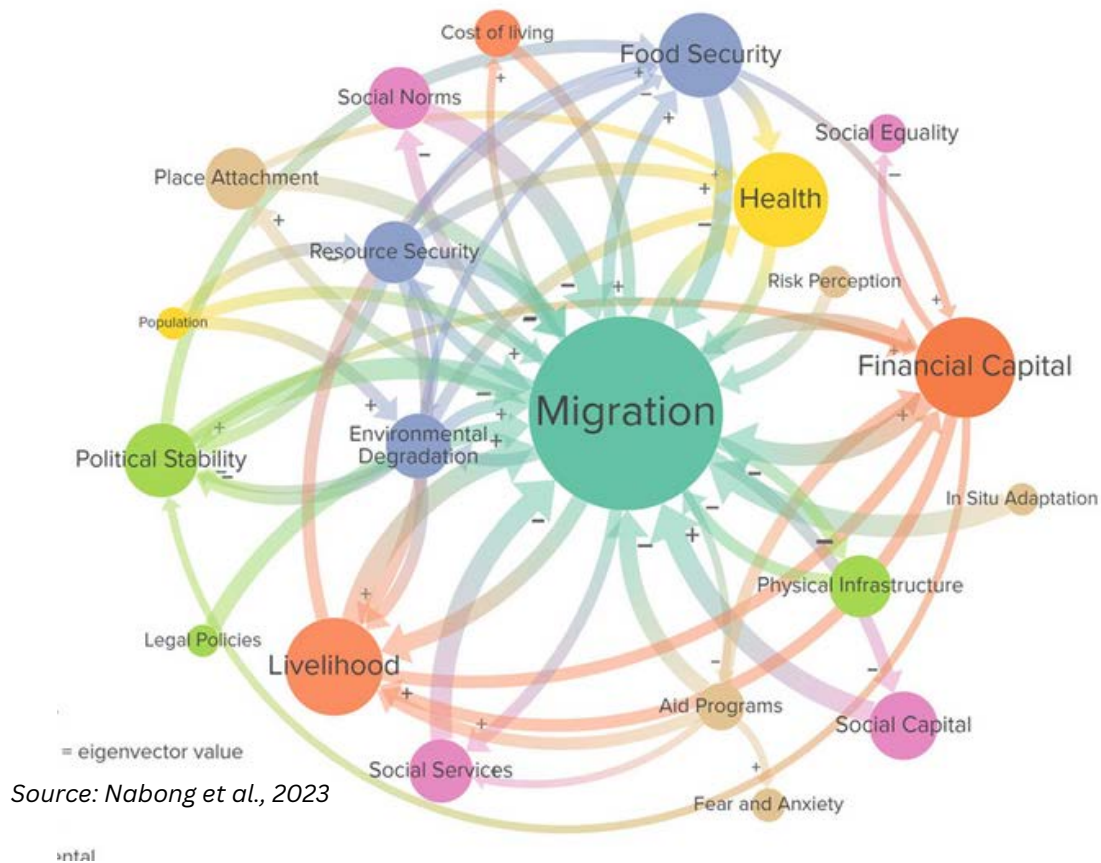 Cost of living
Food Security
Social Norms
Social Equality
Place Attachment
Health
Resource Security
Risk Perception
Population
Financial Capital
Migration
Environmental
Degradation
Political Stability
In Situ Adaptation
Physical Infrastructure
Legal Policies
Livelihood
Aid Programs
Social Capital
= eigenvector value
Social Services
Source: Nabong et al., 2023
Fear and Anxiety
ental